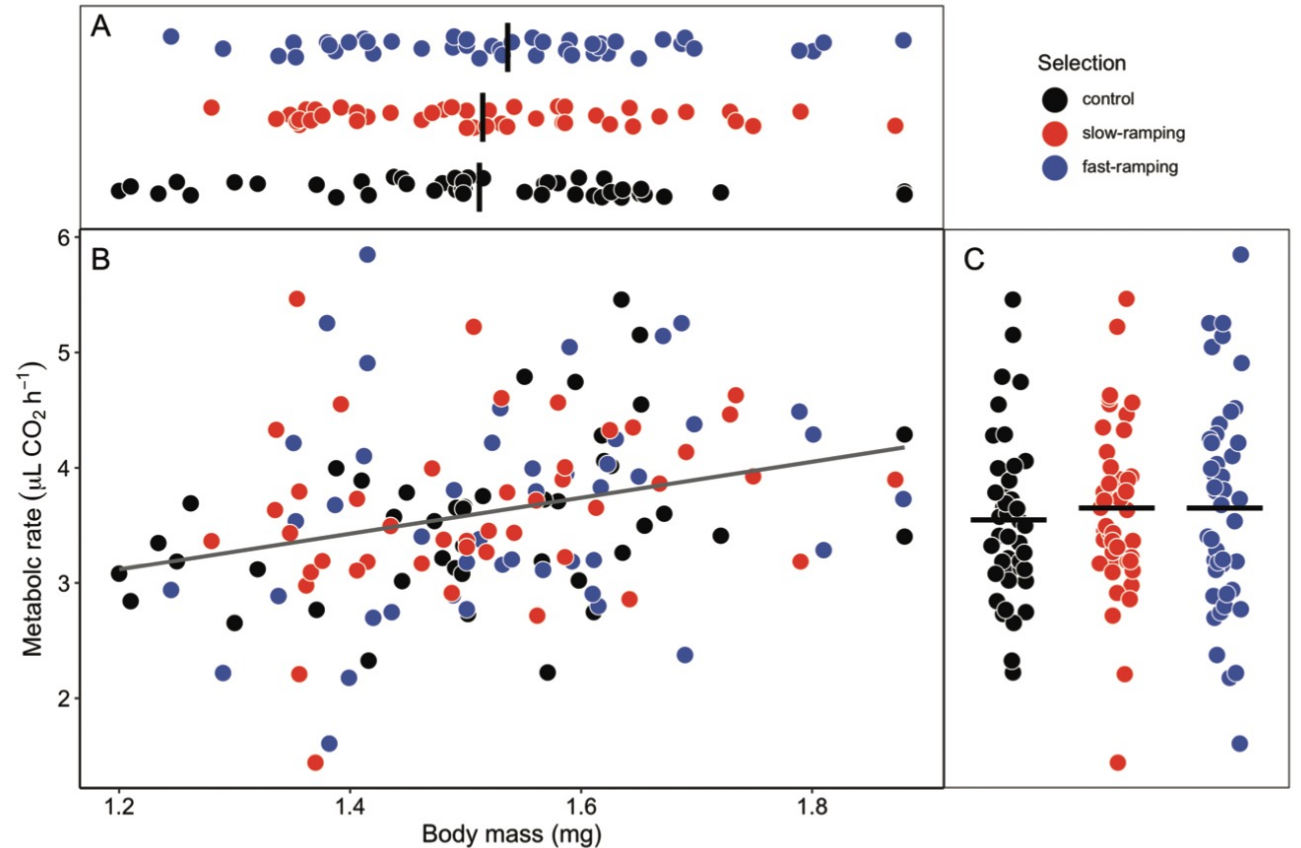 A
Selection
control
slow-ramping
fast-ramping
B
C
6
5
4
3
2
Metabolc rate (μL CO₂ h⁻¹)
1.2 1.4 1.6 1.8
Body mass (mg)